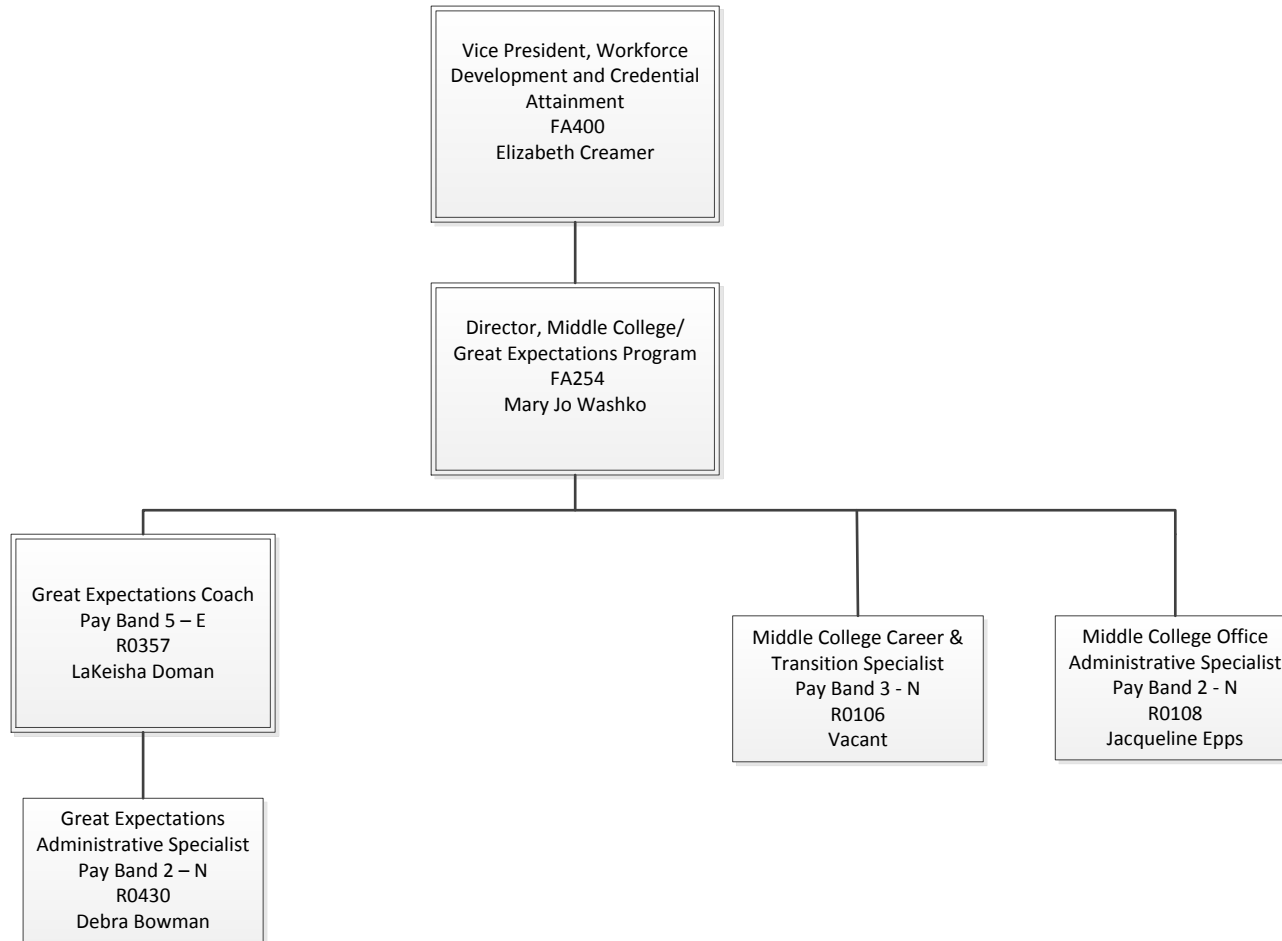 Vice President, Workforce
Development and Credential
Attainment
FA400
Elizabeth Creamer
Director, Middle College/
Great Expectations Program
FA254
Mary Jo Washko
Great Expectations Coach
Pay Band 5 – E
R0357
LaKeisha Doman
Middle College Career &
Transition Specialist
Pay Band 3 - N
R0106
Vacant
Middle College Office
Administrative Specialist
Pay Band 2 - N
R0108
Jacqueline Epps
Great Expectations
Administrative Specialist
Pay Band 2 – N
R0430
Debra Bowman